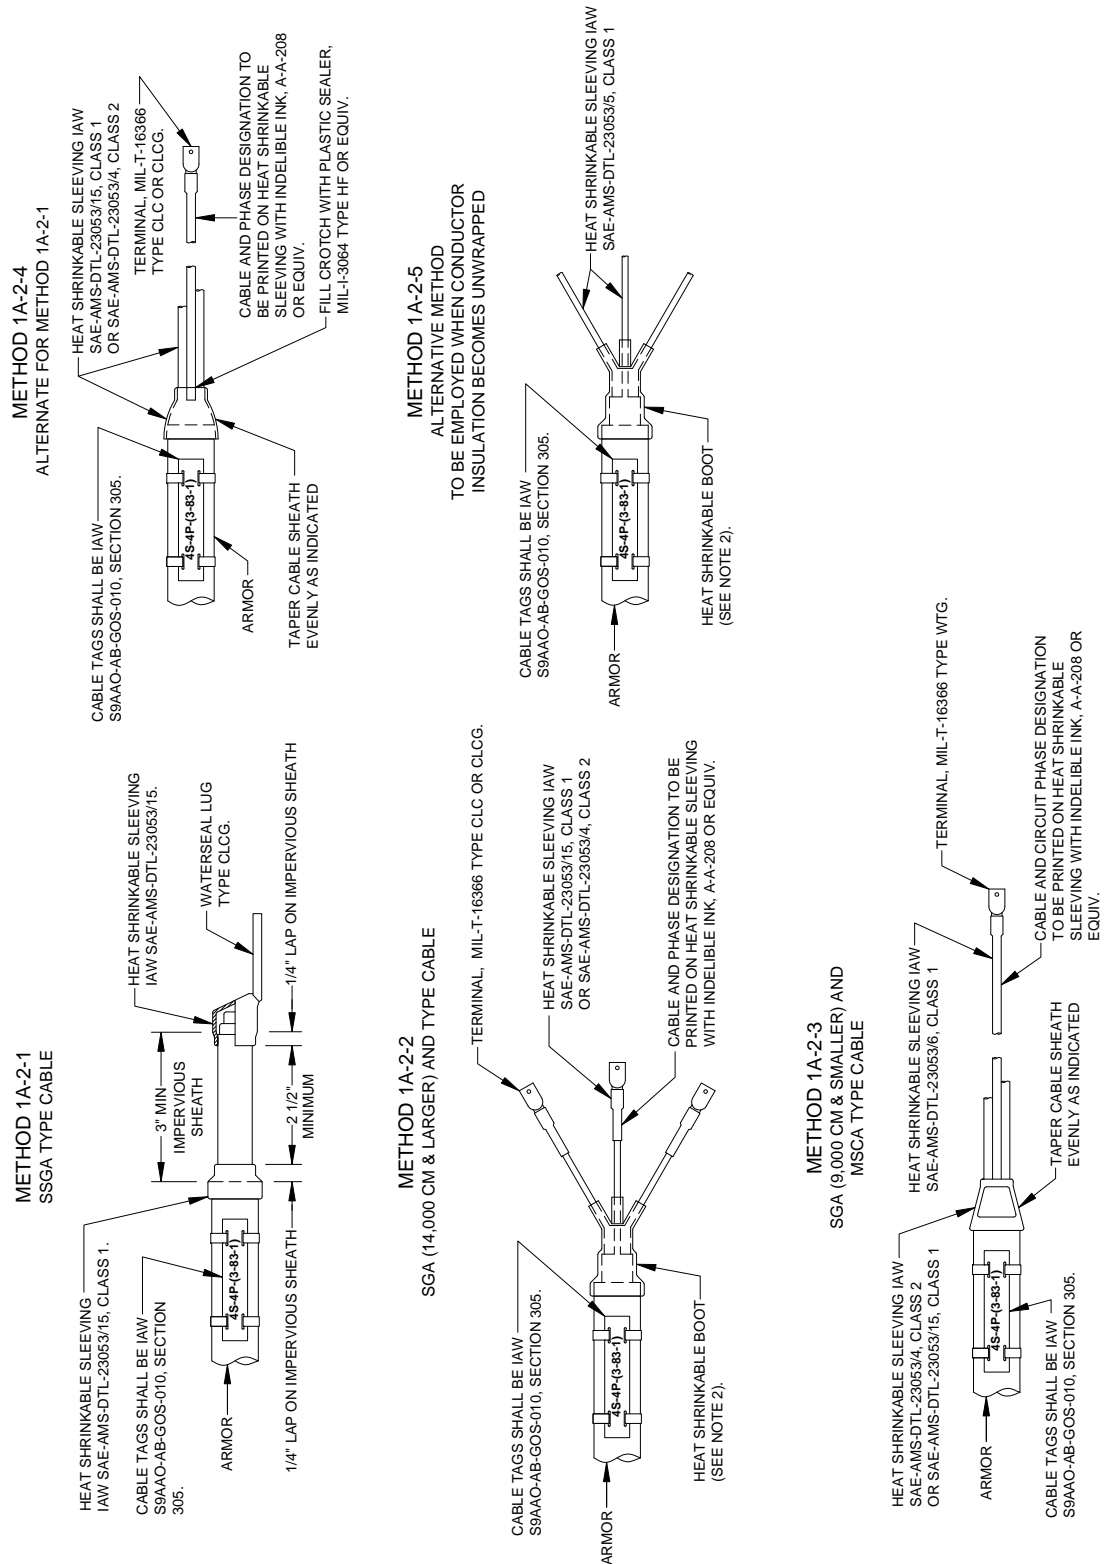 METHOD 1A-2-1
SSGA TYPE CABLE
HEAT SHRINKABLE SLEEVING
IAW SAE-AMS-DTL-23053/15, CLASS 1.
CABLE TAGS SHALL BE IAW
S9AAO-AB-GOS-010, SECTION
305.
ARMOR
1/4" LAP ON IMPERVIOUS SHEATH
4S-4P-(3-83-1)
3" MIN
IMPERVIOUS
SHEATH
2 1/2"
MINIMUM
HEAT SHRINKABLE SLEEVING
IAW SAE-AMS-DTL-23053/15.
WATERSEAL LUG
TYPE CLCG.
1/4" LAP ON IMPERVIOUS SHEATH
METHOD 1A-2-4
ALTERNATE FOR METHOD 1A-2-1
CABLE TAGS SHALL BE IAW
S9AAO-AB-GOS-010, SECTION 305.
4S-4P-(3-83-1)
ARMOR
TAPER CABLE SHEATH
EVENLY AS INDICATED
HEAT SHRINKABLE SLEEVING IAW
SAE-AMS-DTL-23053/15, CLASS 1
OR SAE-AMS-DTL-23053/4, CLASS 2
TERMINAL, MIL-T-16366
TYPE CLC OR CLCG.
CABLE AND PHASE DESIGNATION TO
BE PRINTED ON HEAT SHRINKABLE
SLEEVING WITH INDELIBLE INK, A-A-208
OR EQUIV.
FILL CROTCH WITH PLASTIC SEALER,
MIL-I-3064 TYPE HF OR EQUIV.
METHOD 1A-2-2
SGA (14,000 CM & LARGER) AND TYPE CABLE
CABLE TAGS SHALL BE IAW
S9AAO-AB-GOS-010, SECTION 305.
ARMOR
4S-4P-(3-83-1)
HEAT SHRINKABLE BOOT
(SEE NOTE 2).
TERMINAL, MIL-T-16366 TYPE CLC OR CLCG.
HEAT SHRINKABLE SLEEVING IAW
SAE-AMS-DTL-23053/15, CLASS 1
OR SAE-AMS-DTL-23053/4, CLASS 2
CABLE AND PHASE DESIGNATION TO BE
PRINTED ON HEAT SHRINKABLE SLEEVING
WITH INDELIBLE INK, A-A-208 OR EQUIV.
METHOD 1A-2-5
ALTERNATIVE METHOD
TO BE EMPLOYED WHEN CONDUCTOR
INSULATION BECOMES UNWRAPPED
CABLE TAGS SHALL BE IAW
S9AAO-AB-GOS-010, SECTION 305.
ARMOR
4S-4P-(3-83-1)
HEAT SHRINKABLE BOOT
(SEE NOTE 2).
HEAT SHRINKABLE SLEEVING IAW
SAE-AMS-DTL-23053/5, CLASS 1
METHOD 1A-2-3
SGA (9,000 CM & SMALLER) AND
MSCA TYPE CABLE
HEAT SHRINKABLE SLEEVING IAW
SAE-AMS-DTL-23053/4, CLASS 2
OR SAE-AMS-DTL-23053/15, CLASS 1
ARMOR
4S-4P-(3-83-1)
CABLE TAGS SHALL BE IAW
S9AAO-AB-GOS-010, SECTION 305.
HEAT SHRINKABLE SLEEVING IAW
SAE-AMS-DTL-23053/6, CLASS 1
TAPER CABLE SHEATH
EVENLY AS INDICATED
TERMINAL, MIL-T-16366 TYPE WTG.
CABLE AND CIRCUIT PHASE DESIGNATION
TO BE PRINTED ON HEAT SHRINKABLE
SLEEVING WITH INDELIBLE INK, A-A-208 OR
EQUIV.